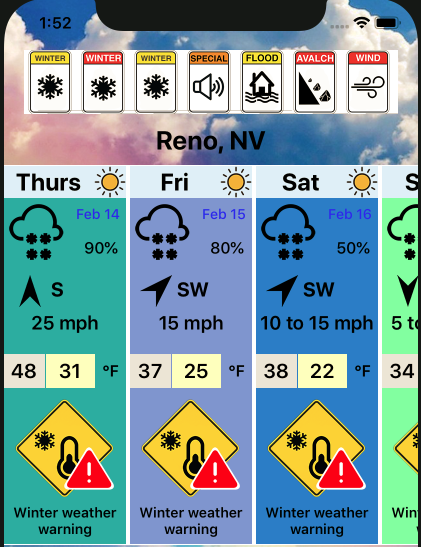 1:52
WINTER WINTER WINTER SPECIAL FLOOD AVALCH WIND
Reno, NV
Thurs Fri Sat S
Feb 14 Feb 15 Feb 16
90% 80% 50%
S SW SW
25 mph 15 mph 10 to 15 mph 5 to
48 31 °F 37 25 °F 38 22 °F 34
Winter weather Winter weather Winter weather Win
warning warning warning